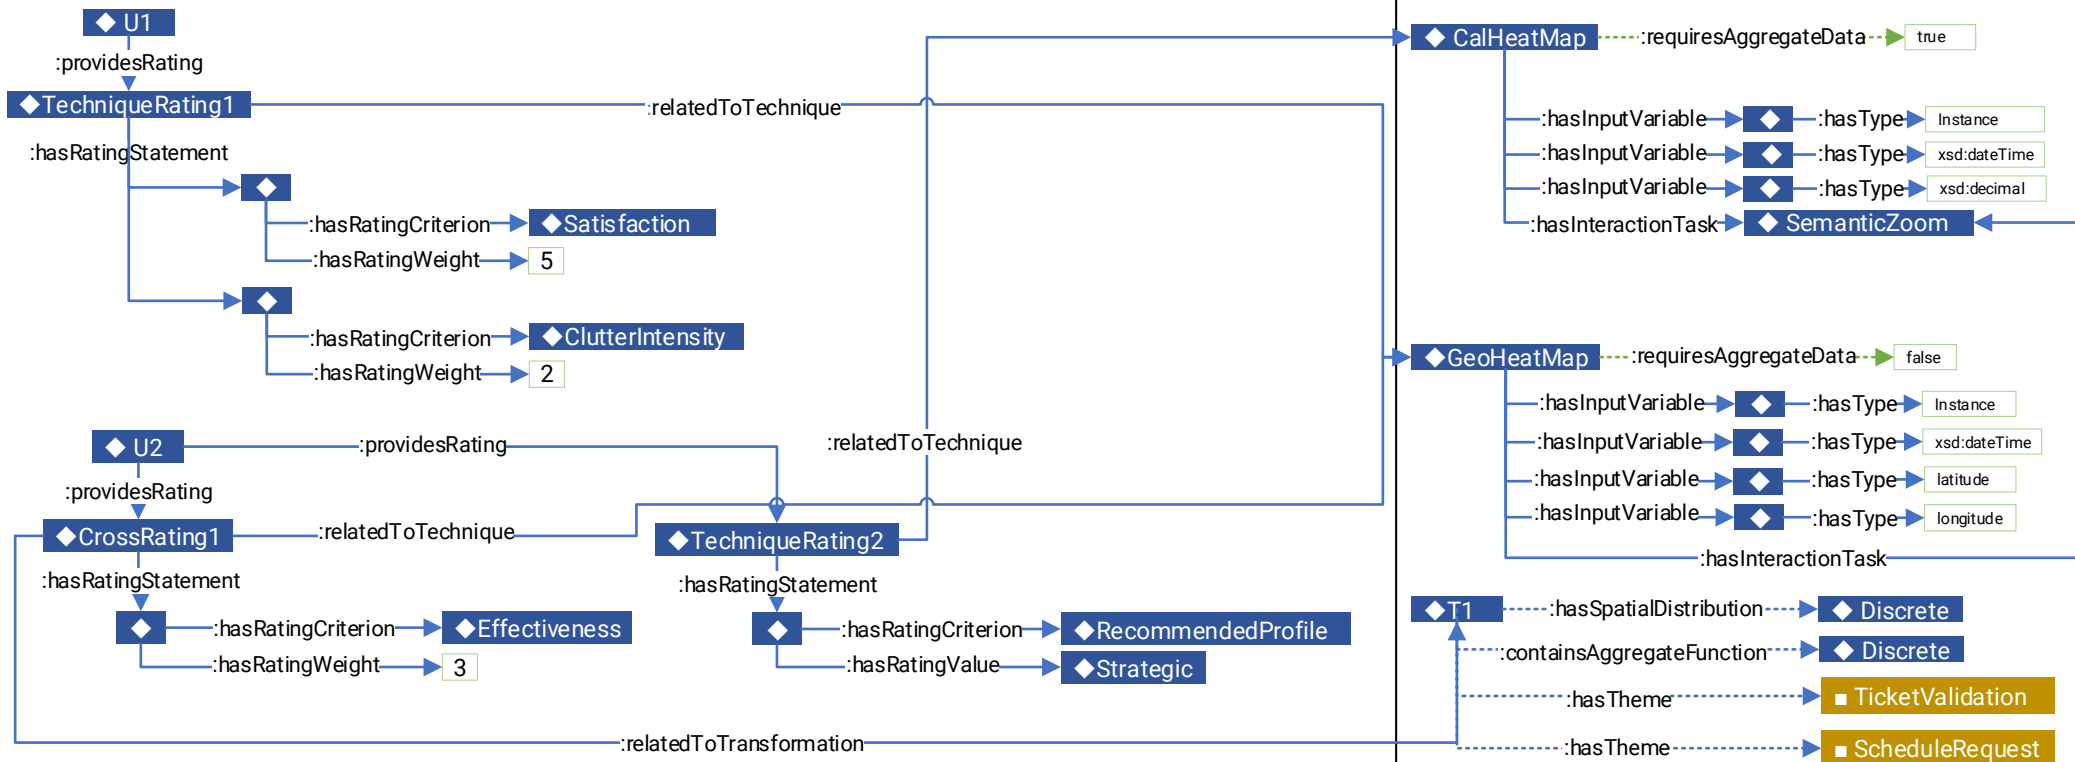 U1
:providesRating
TechniqueRating1
:relatedToTechnique
:hasRatingStatement
:hasRatingCriterion
Satisfaction
:hasRatingWeight
5
:hasRatingCriterion
ClutterIntensity
:hasRatingWeight
2
U2
:providesRating
:relatedToTechnique
:providesRating
CrossRating1
:relatedToTechnique
TechniqueRating2
:hasRatingStatement
:hasRatingStatement
:hasRatingCriterion
Effectiveness
:hasRatingWeight
3
:hasRatingCriterion
RecommendedProfile
:hasRatingValue
Strategic
:relatedToTransformation
CalHeatMap
:requiresAggregateData
true
:hasInputVariable
:hasType
Instance
:hasInputVariable
:hasType
xsd:dateTime
:hasInputVariable
:hasType
xsd:decimal
:hasInteractionTask
SemanticZoom
GeoHeatMap
:requiresAggregateData
false
:hasInputVariable
:hasType
Instance
:hasInputVariable
:hasType
xsd:dateTime
:hasInputVariable
:hasType
latitude
:hasInputVariable
:hasType
longitude
:hasInteractionTask
T1
:hasSpatialDistribution
Discrete
:containsAggregateFunction
Discrete
:hasTheme
TicketValidation
:hasTheme
ScheduleRequest